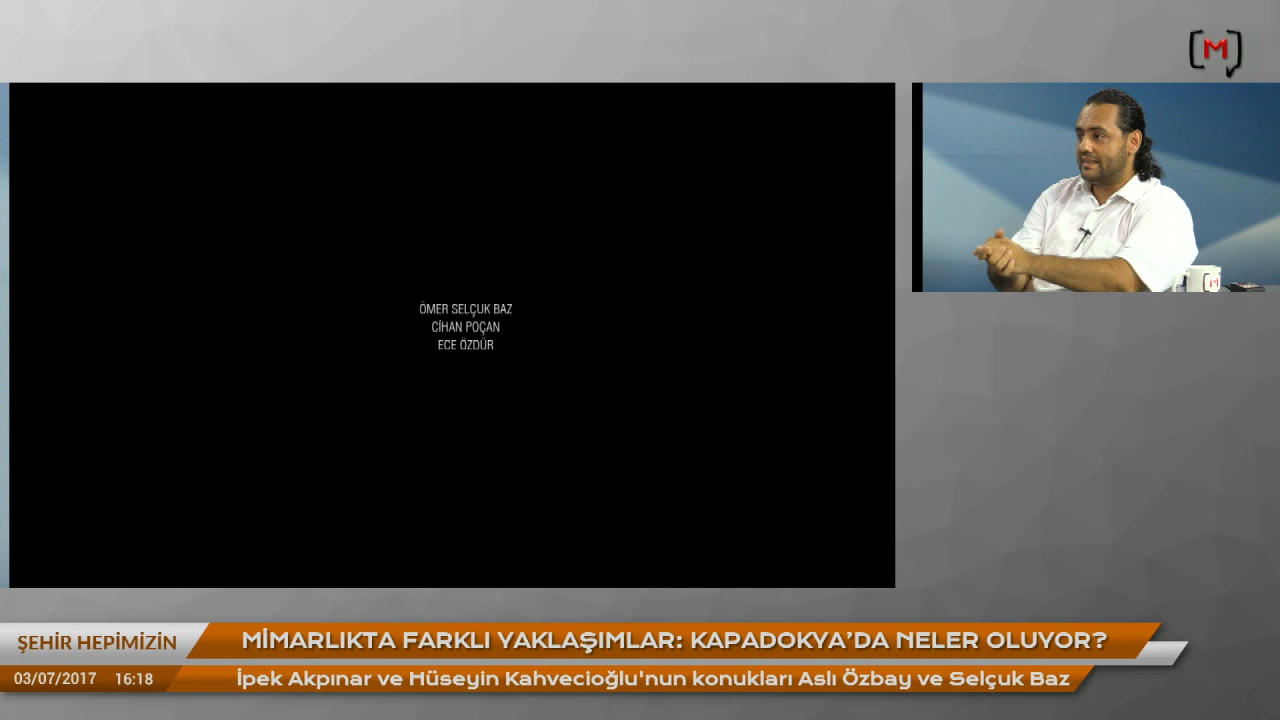 [M]
ÖMER SELÇUK BAZ
CİHAN POÇAN
ECE ÖZDÜR
ŞEHİR HEPİMİZİN
MİMARLIKTA FARKLI YAKLAŞIMLAR: KAPADOKYA’DA NELER OLUYOR?
03/07/2017 16:18
İpek Akpınar ve Hüseyin Kahvecioğlu'nun konukları Aslı Özbay ve Selçuk Baz